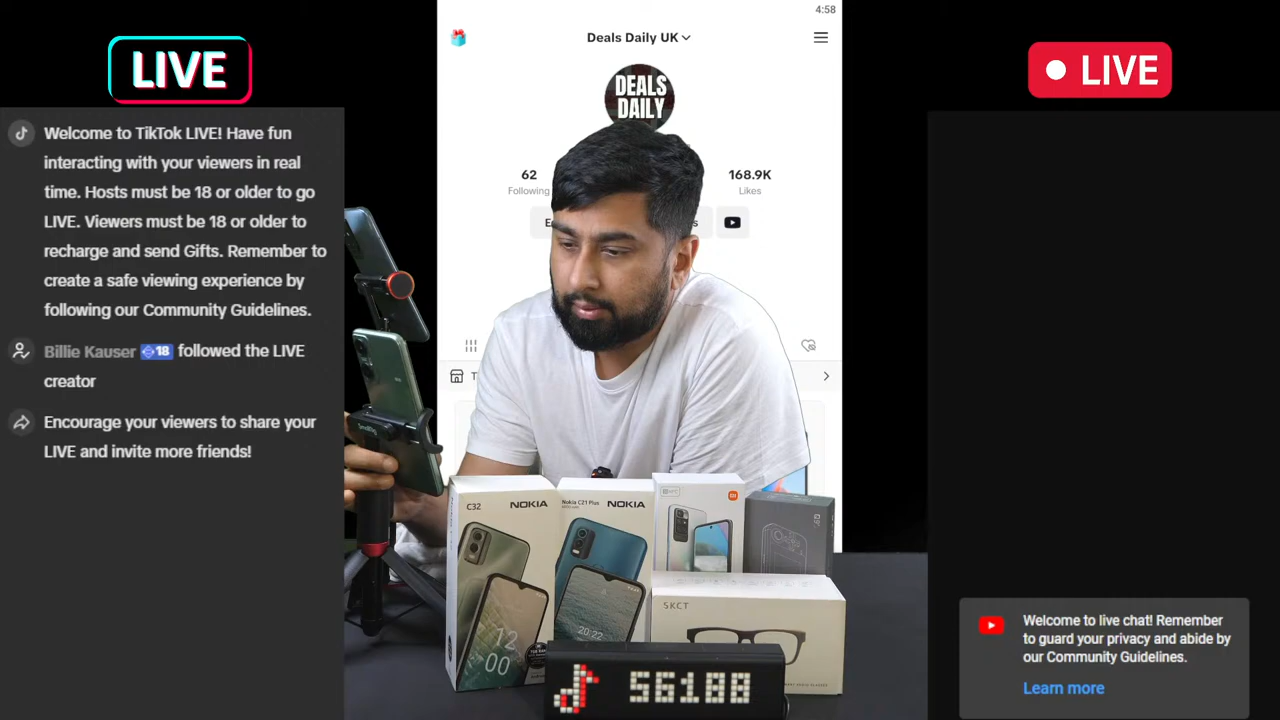 LIVE
Welcome to TikTok LIVE! Have fun
interacting with your viewers in real
time. Hosts must be 18 or older to go
LIVE. Viewers must be 18 or older to
recharge and send Gifts. Remember to
create a safe viewing experience by
following our Community Guidelines.
Billie Kauser 18 followed the LIVE
creator
Encourage your viewers to share your
LIVE and invite more friends!
4:58
Deals Daily UK
DEALS
DAILY
62
Following
168.9K
Likes
C32 NOKIA
Nokia C21 Plus NOKIA
12
00
20:22
SKCT
56188
LIVE
Welcome to live chat! Remember
to guard your privacy and abide by
our Community Guidelines.
Learn more